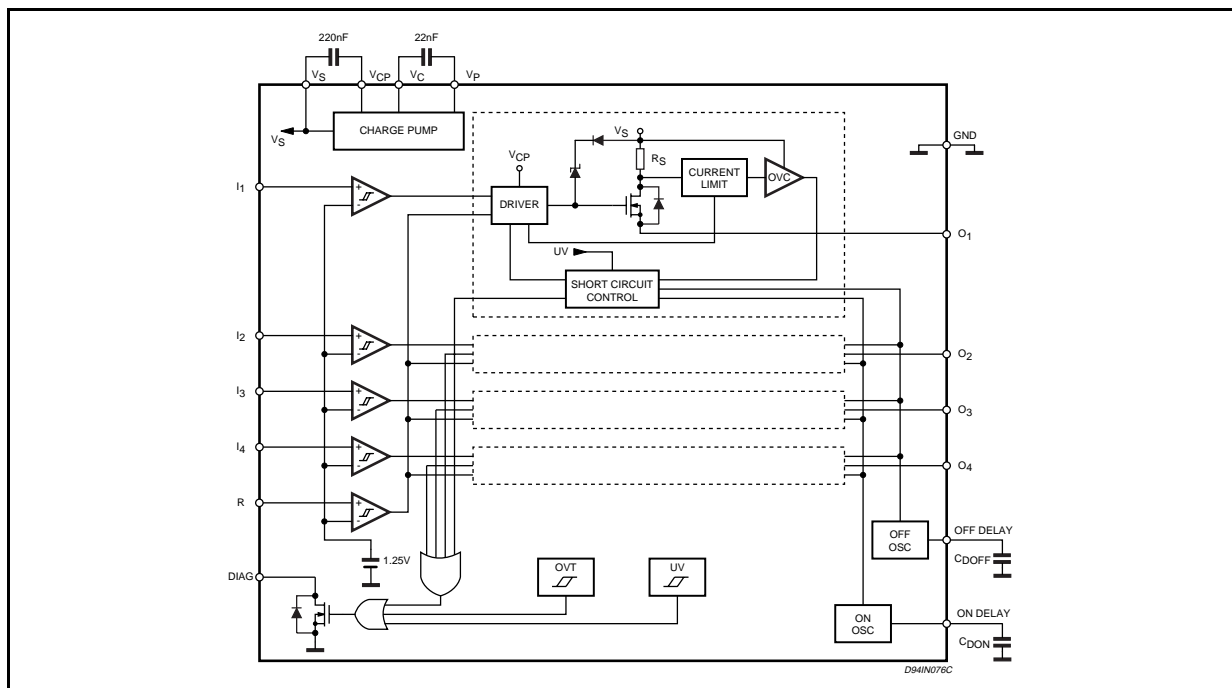 220nF 22nF
VS VCP VC VP
CHARGE PUMP
VS
GND
VS
VCP
RS
CURRENT
LIMIT
OVC
DRIVER
I1
+
-
O1
UV
SHORT CIRCUIT
CONTROL
I2
+
-
O2
I3
+
-
O3
I4
+
-
O4
R
+
-
OFF
OSC
OFF DELAY
CDOFF
1.25V
DIAG
OVT
UV
ON
OSC
ON DELAY
CDON
D94IN076C